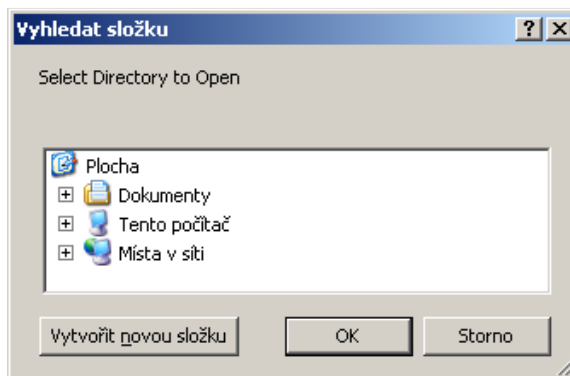 Vyhledat složku
Select Directory to Open
Plocha
Dokumenty
Tento počítač
Místa v síti
Vytvořit novou složku OK Storno